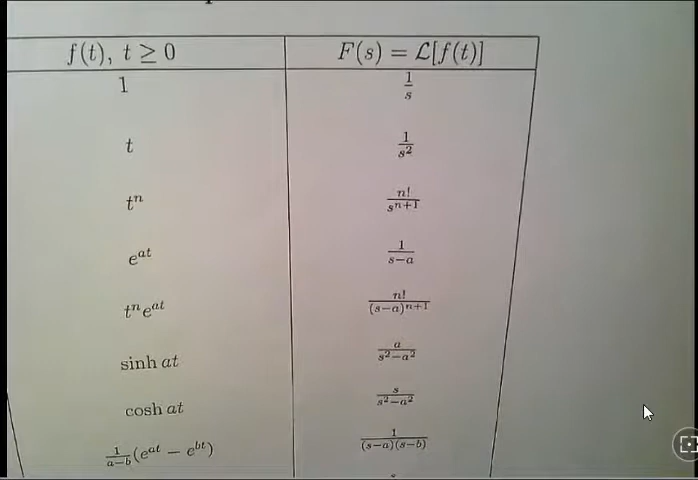 f(t), t ≥ 0 F(s) = ℒ[f(t)]
1 1/s
t 1/s²
tⁿ n!/sⁿ⁺¹
eᵃᵗ 1/(s−a)
tⁿeᵃᵗ n!/(s−a)ⁿ⁺¹
sinh at a/(s²−a²)
cosh at s/(s²−a²)
1/(a−b) (eᵃᵗ − eᵇᵗ) 1/((s−a)(s−b))